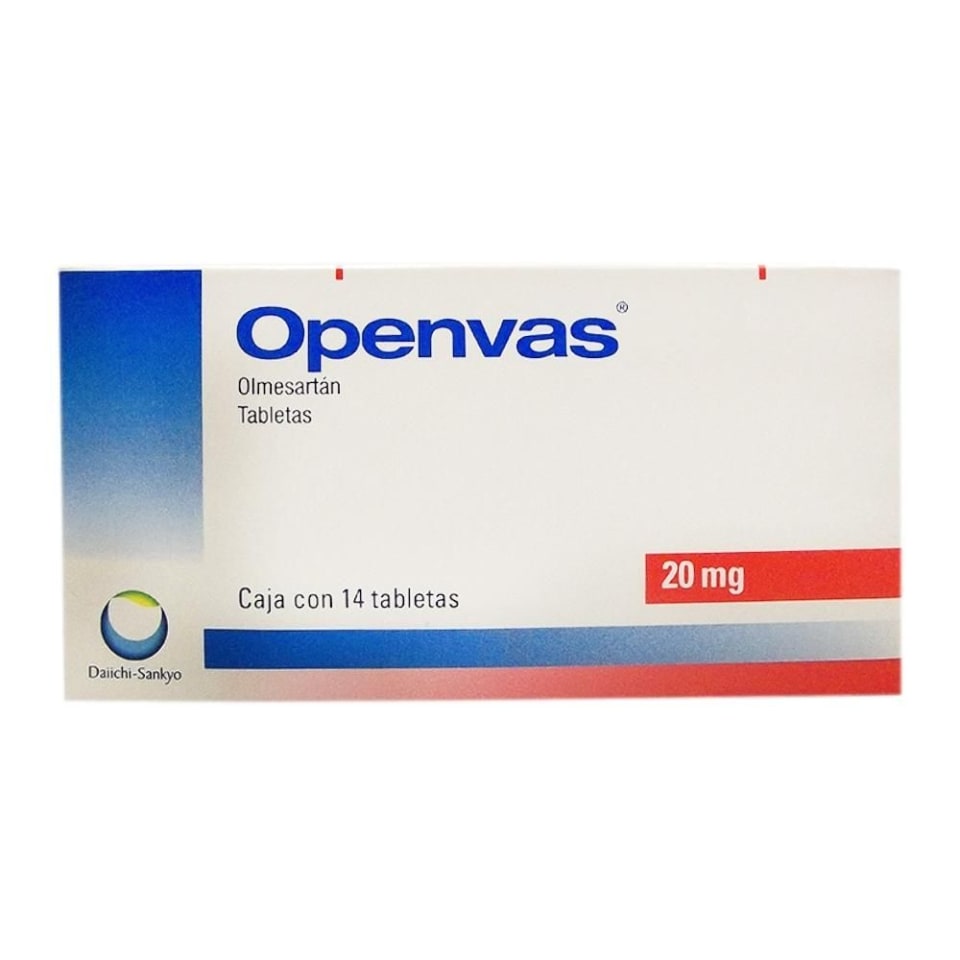 Openvas®
Olmesartán
Tabletas
20 mg
Caja con 14 tabletas
Daiichi-Sankyo